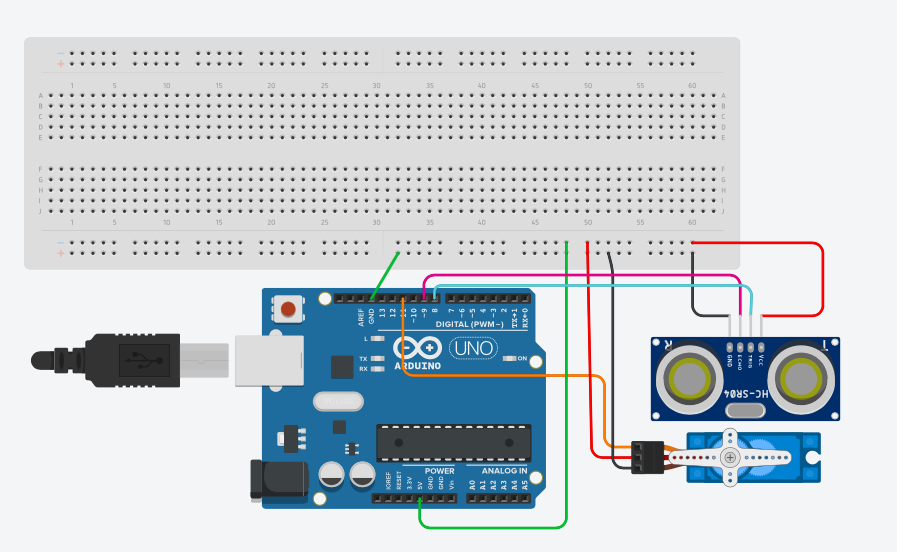 − −
+ +
1 5 10 15 20 25 30 35 40 45 50 55 60
A A
B B
C C
D D
E E
F F
G G
H H
I I
J J
1 5 10 15 20 25 30 35 40 45 50 55 60
− −
+ +
AREF
GND
13
12
~10
~9
8
7
~6
~5
4
~3
2
TX→1
RX←0
DIGITAL (PWM~)
L
TX
RX
ARDUINO
UNO
ON
POWER
ANALOG IN
IOREF
RESET
3.3V
5V
GND
GND
Vin
A0
A1
A2
A3
A4
A5
GND
ECHO
TRIG
VCC
R
T
HC-SR04